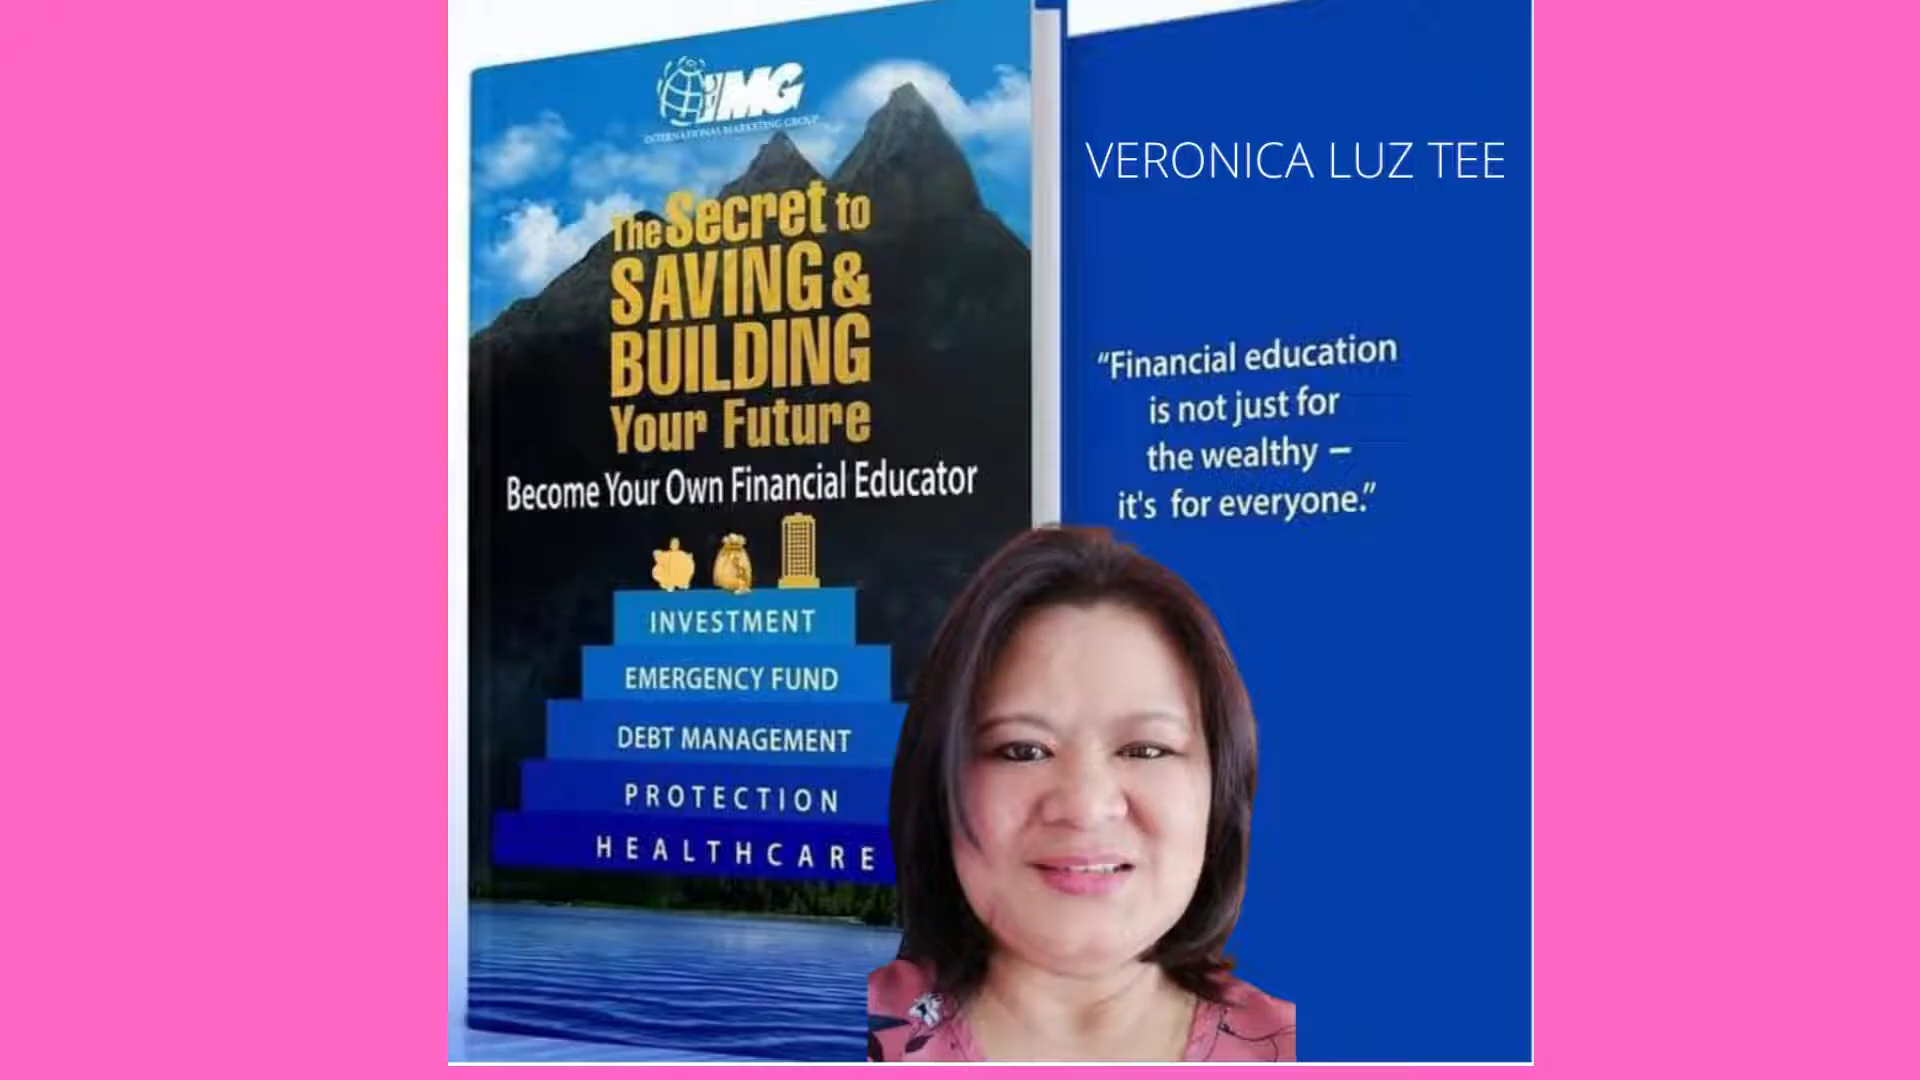 IMG
INTERNATIONAL MARKETING GROUP
The Secret to
SAVING &
BUILDING
Your Future
Become Your Own Financial Educator
INVESTMENT
EMERGENCY FUND
DEBT MANAGEMENT
PROTECTION
HEALTHCARE
VERONICA LUZ TEE
“Financial education
is not just for
the wealthy –
it's for everyone.”